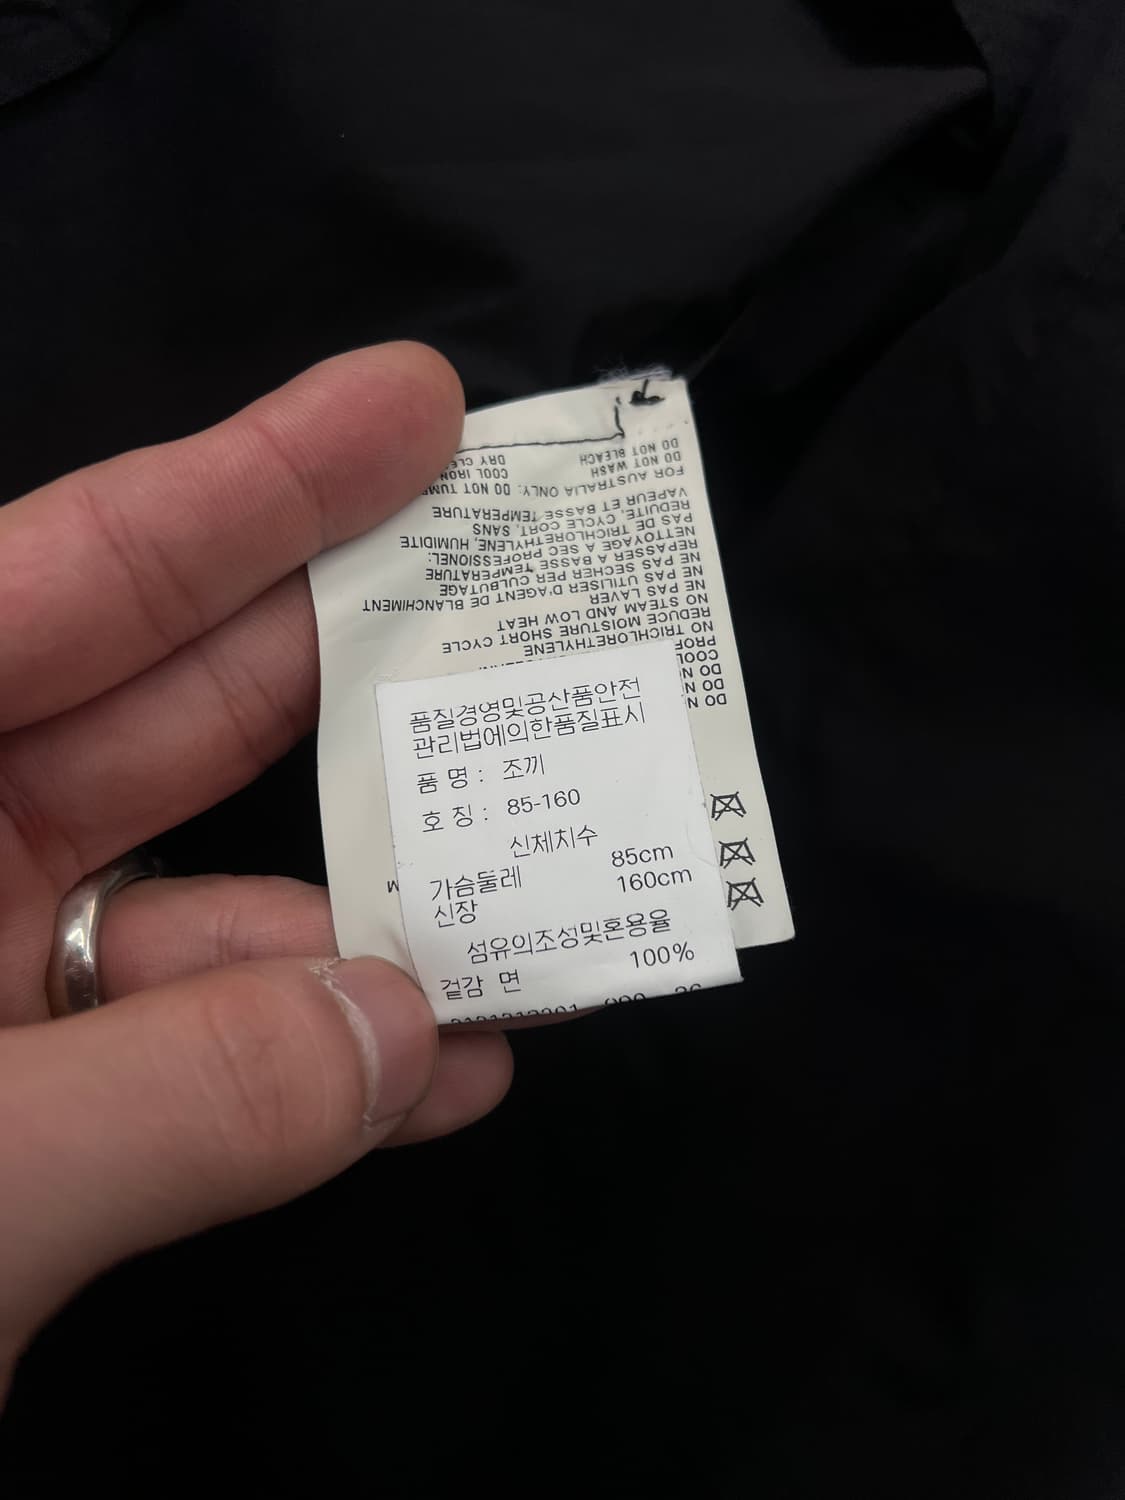 품질경영및공산품안전
관리법에의한품질표시
품 명 : 조끼
호 칭 : 85-160
신체치수
가슴둘레 85cm
신장 160cm
섬유의조성및혼용율
겉감 면 100%
DO NOT
DO
COOL
NO TRICHLORETHYLENE
REDUCE MOISTURE SHORT CYCLE
NO STEAM AND LOW HEAT
NE PAS LAVER
NE PAS UTILISER D'AGENT DE BLANCHIMENT
NE PAS SECHER PER CULBUTAGE
REPASSER A BASSE TEMPERATURE
NETTOYAGE A SEC PROFESSIONEL:
PAS DE TRICHLORETHYLENE, HUMIDITE
REDUITE, CYCLE CORT, SANS
VAPEUR ET BASSE TEMPERATURE
FOR AUSTRALIA ONLY: DO NOT
DO NOT WASH COOL IRON
DO NOT BLEACH DRY